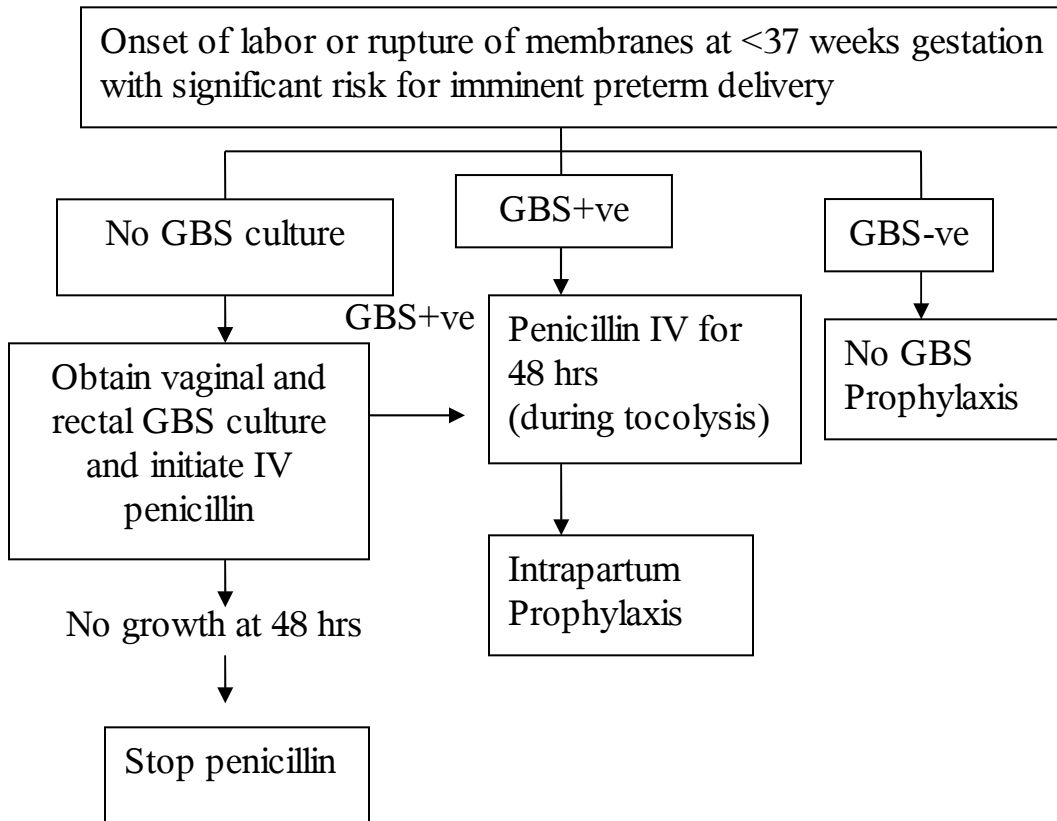 Onset of labor or rupture of membranes at <37 weeks gestation
with significant risk for imminent preterm delivery
No GBS culture
GBS+ve
GBS-ve
GBS+ve
Obtain vaginal and
rectal GBS culture
and initiate IV
penicillin
Penicillin IV for
48 hrs
(during tocolysis)
No GBS
Prophylaxis
Intrapartum
Prophylaxis
No growth at 48 hrs
Stop penicillin